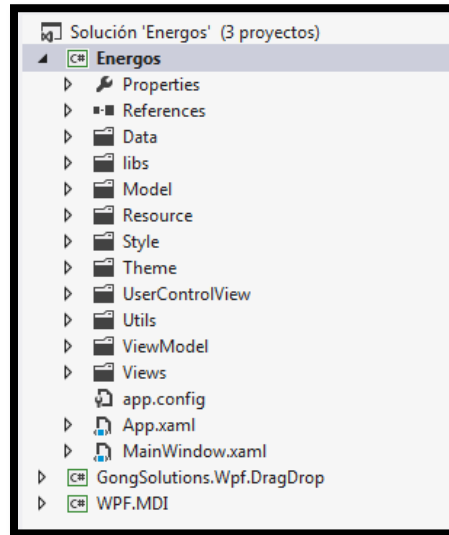 Solución 'Energos' (3 proyectos)
C# Energos
Properties
References
Data
libs
Model
Resource
Style
Theme
UserControlView
Utils
ViewModel
Views
app.config
App.xaml
MainWindow.xaml
C# GongSolutions.Wpf.DragDrop
C# WPF.MDI